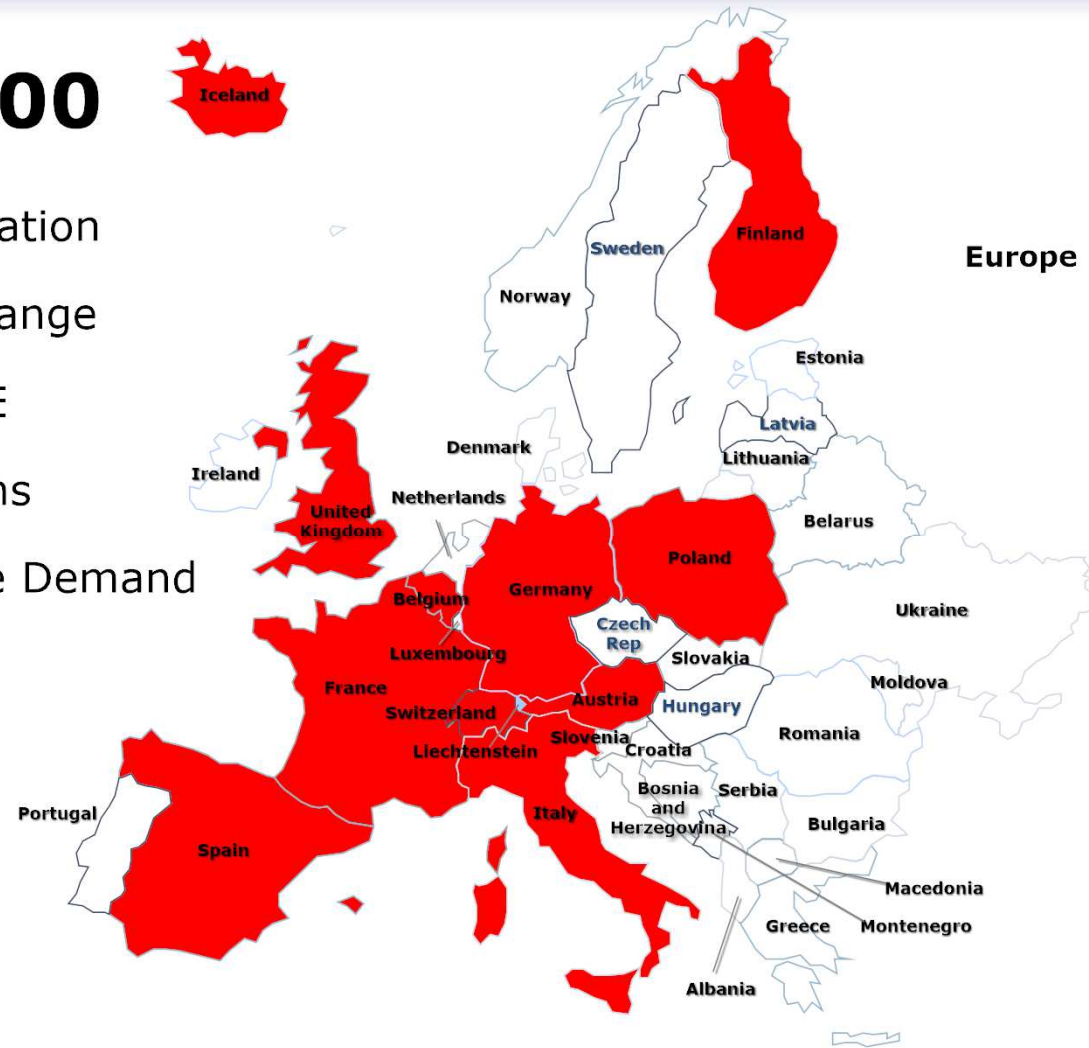 00
ation
ange
E
ns
e Demand
Iceland
Finland
Sweden
Europe
Norway
Estonia
Latvia
Lithuania
Denmark
Ireland
Netherlands
United
Kingdom
Belarus
Poland
Germany
Belgium
Ukraine
Czech
Rep
Luxembourg
Slovakia
Moldova
France
Austria
Hungary
Switzerland
Romania
Slovenia
Croatia
Liechtenstein
Bosnia
and
Herzegovina
Serbia
Portugal
Italy
Bulgaria
Spain
Macedonia
Greece
Montenegro
Albania